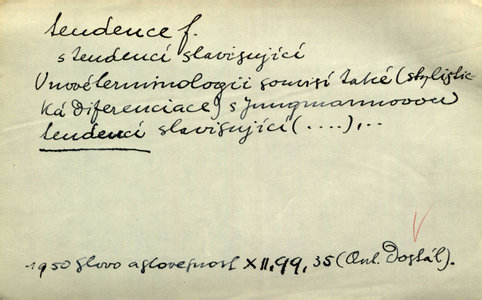 tendence f.
s tendencí slavisující
V nové terminologii souvisí také (stylistic-
ká diferenciace) s Jungmannovou
tendencí slavisující (....), ..
1950 Slovo a slovesnost XII, 99, 35 (Ant. Dostál).